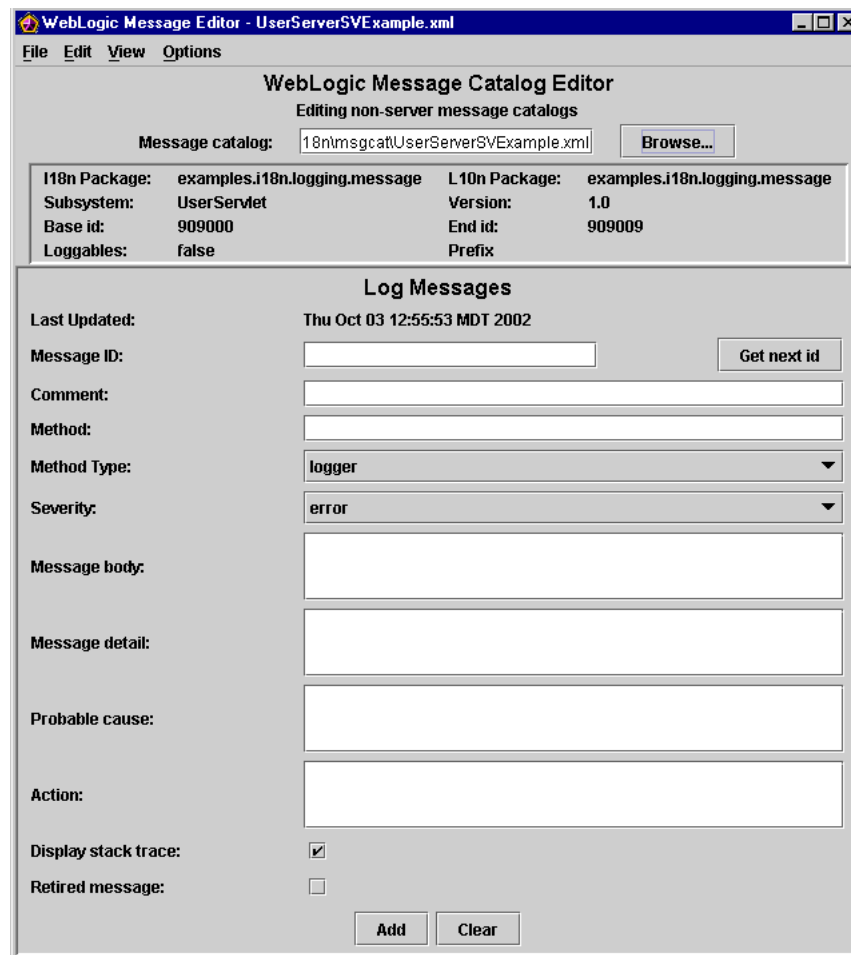 WebLogic Message Editor - UserServerSVExample.xml
File Edit View Options
WebLogic Message Catalog Editor
Editing non-server message catalogs
Message catalog: 18n\msgcat\UserServerSVExample.xml Browse...
I18n Package: examples.i18n.logging.message L10n Package: examples.i18n.logging.message
Subsystem: UserServlet Version: 1.0
Base id: 909000 End id: 909009
Loggables: false Prefix
Log Messages
Last Updated: Thu Oct 03 12:55:53 MDT 2002
Message ID: Get next id
Comment:
Method:
Method Type: logger
Severity: error
Message body:
Message detail:
Probable cause:
Action:
Display stack trace:
Retired message:
Add Clear